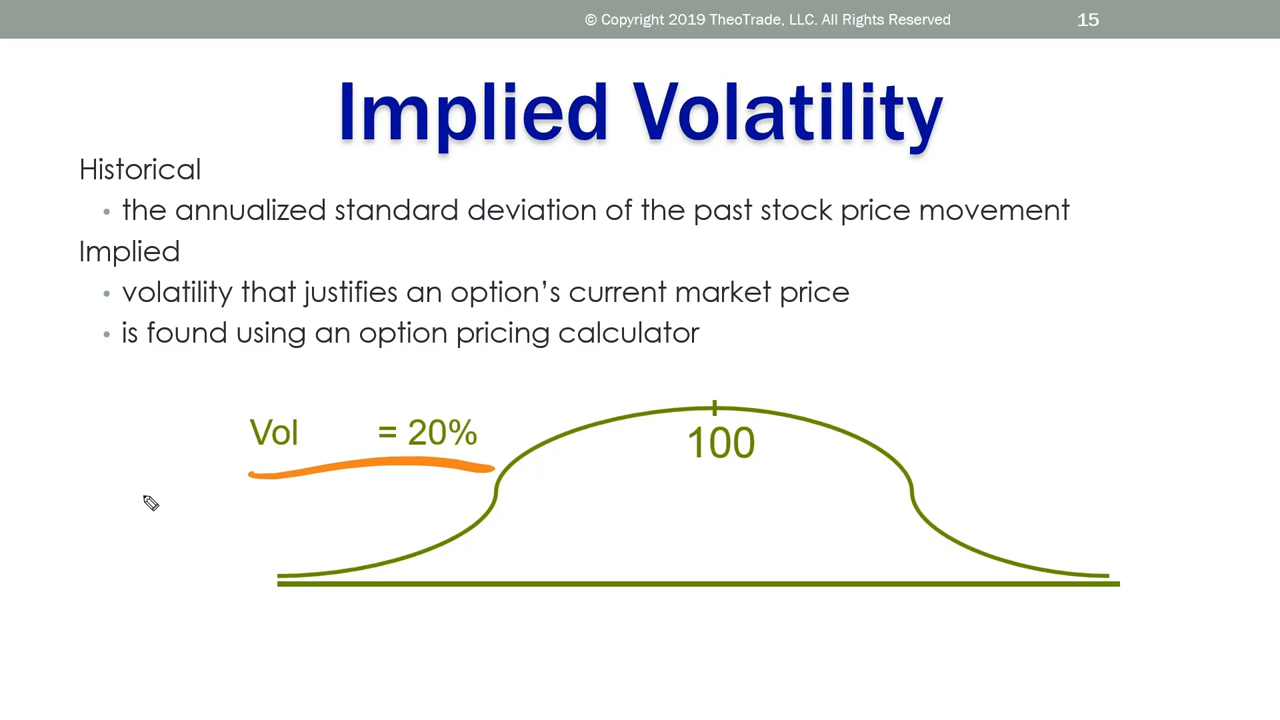 © Copyright 2019 TheoTrade, LLC. All Rights Reserved 15
Implied Volatility
Historical
• the annualized standard deviation of the past stock price movement
Implied
• volatility that justifies an option’s current market price
• is found using an option pricing calculator
Vol = 20%
100